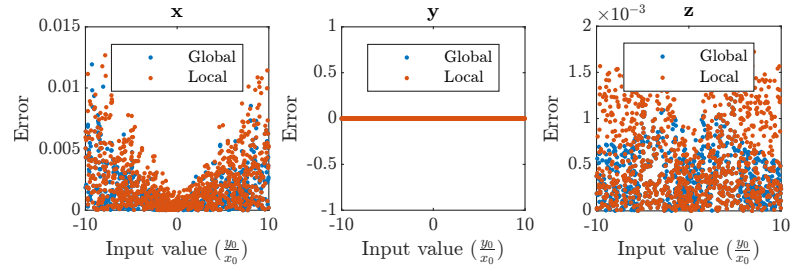 x
0.015
0.01
0.005
0
Error
-10
0
10
Input value (y₀/x₀)
Global
Local
y
1
0.5
0
-0.5
-1
Error
-10
0
10
Input value (y₀/x₀)
Global
Local
z
×10⁻³
2
1.5
1
0.5
0
Error
-10
0
10
Input value (y₀/x₀)
Global
Local